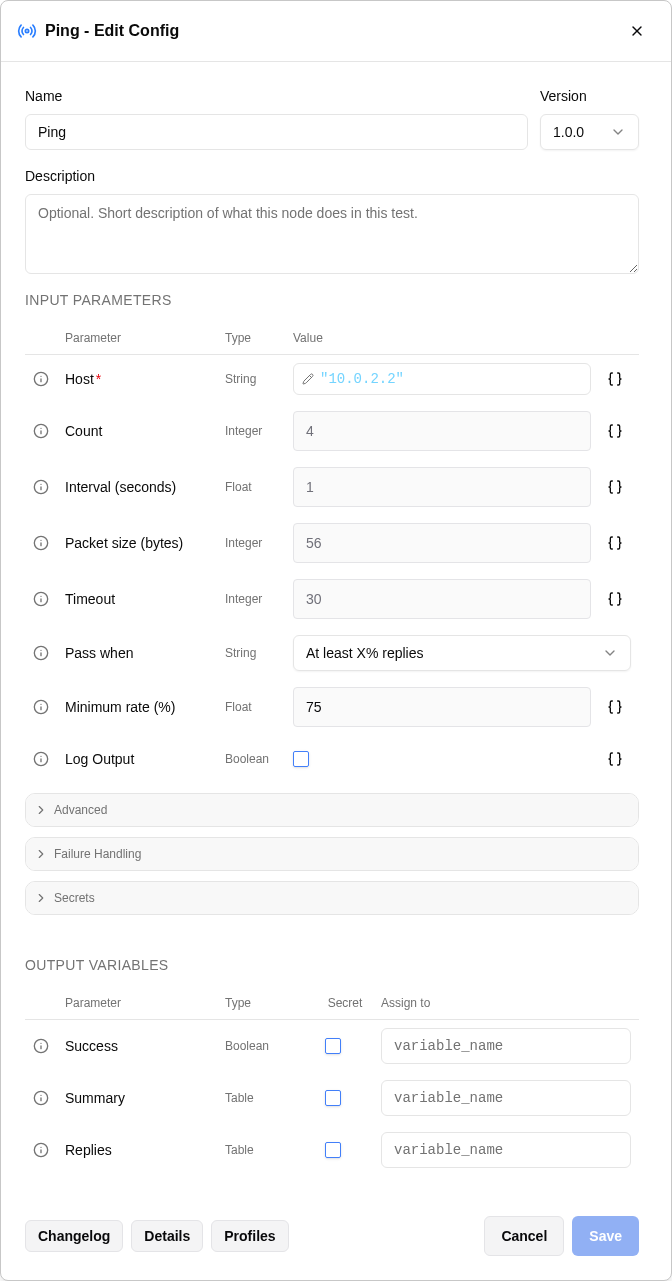 Ping - Edit Config
Name Version
Ping 1.0.0
Description
Optional. Short description of what this node does in this test.
INPUT PARAMETERS
Parameter Type Value
Host* String "10.0.2.2" {}
Count Integer 4 {}
Interval (seconds) Float 1 {}
Packet size (bytes) Integer 56 {}
Timeout Integer 30 {}
Pass when String At least X% replies
Minimum rate (%) Float 75 {}
Log Output Boolean {}
Advanced
Failure Handling
Secrets
OUTPUT VARIABLES
Parameter Type Secret Assign to
Success Boolean variable_name
Summary Table variable_name
Replies Table variable_name
Changelog Details Profiles Cancel Save